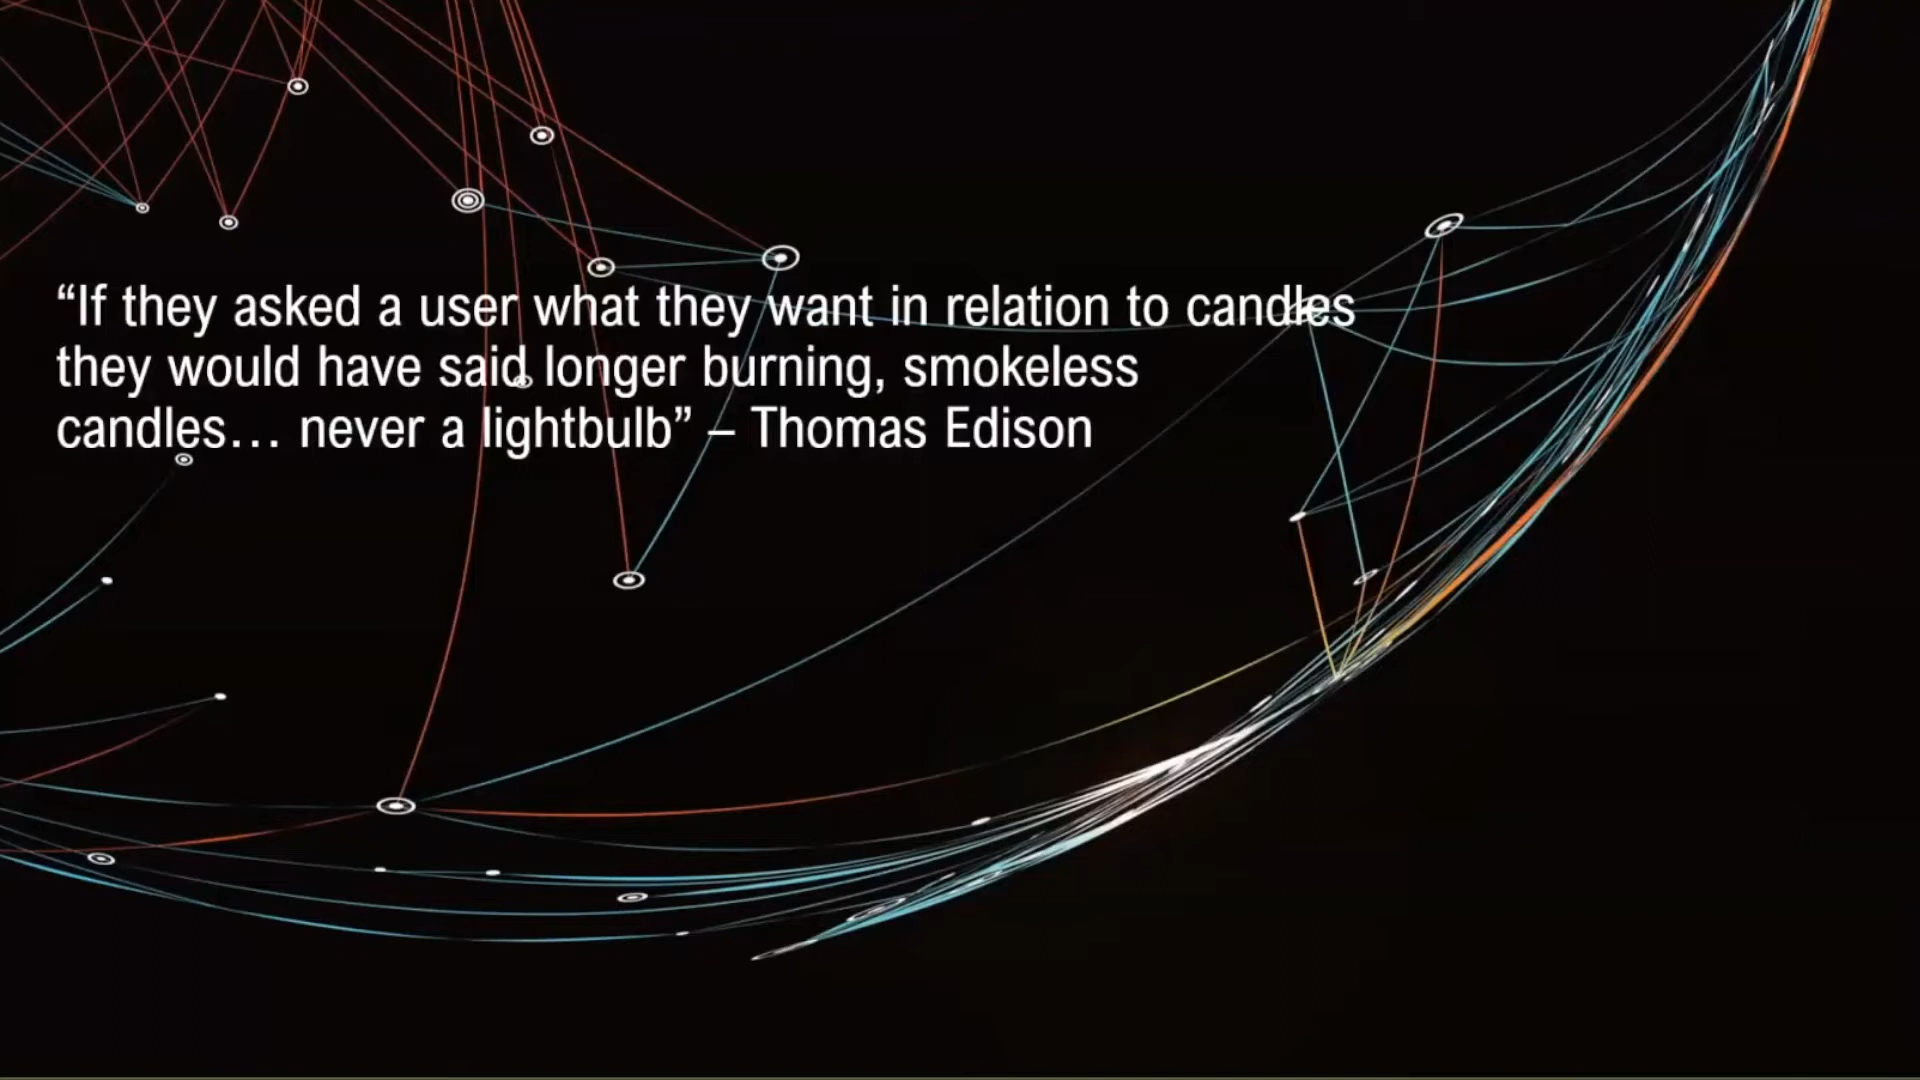 “If they asked a user what they want in relation to candles
they would have said longer burning, smokeless
candles… never a lightbulb” – Thomas Edison